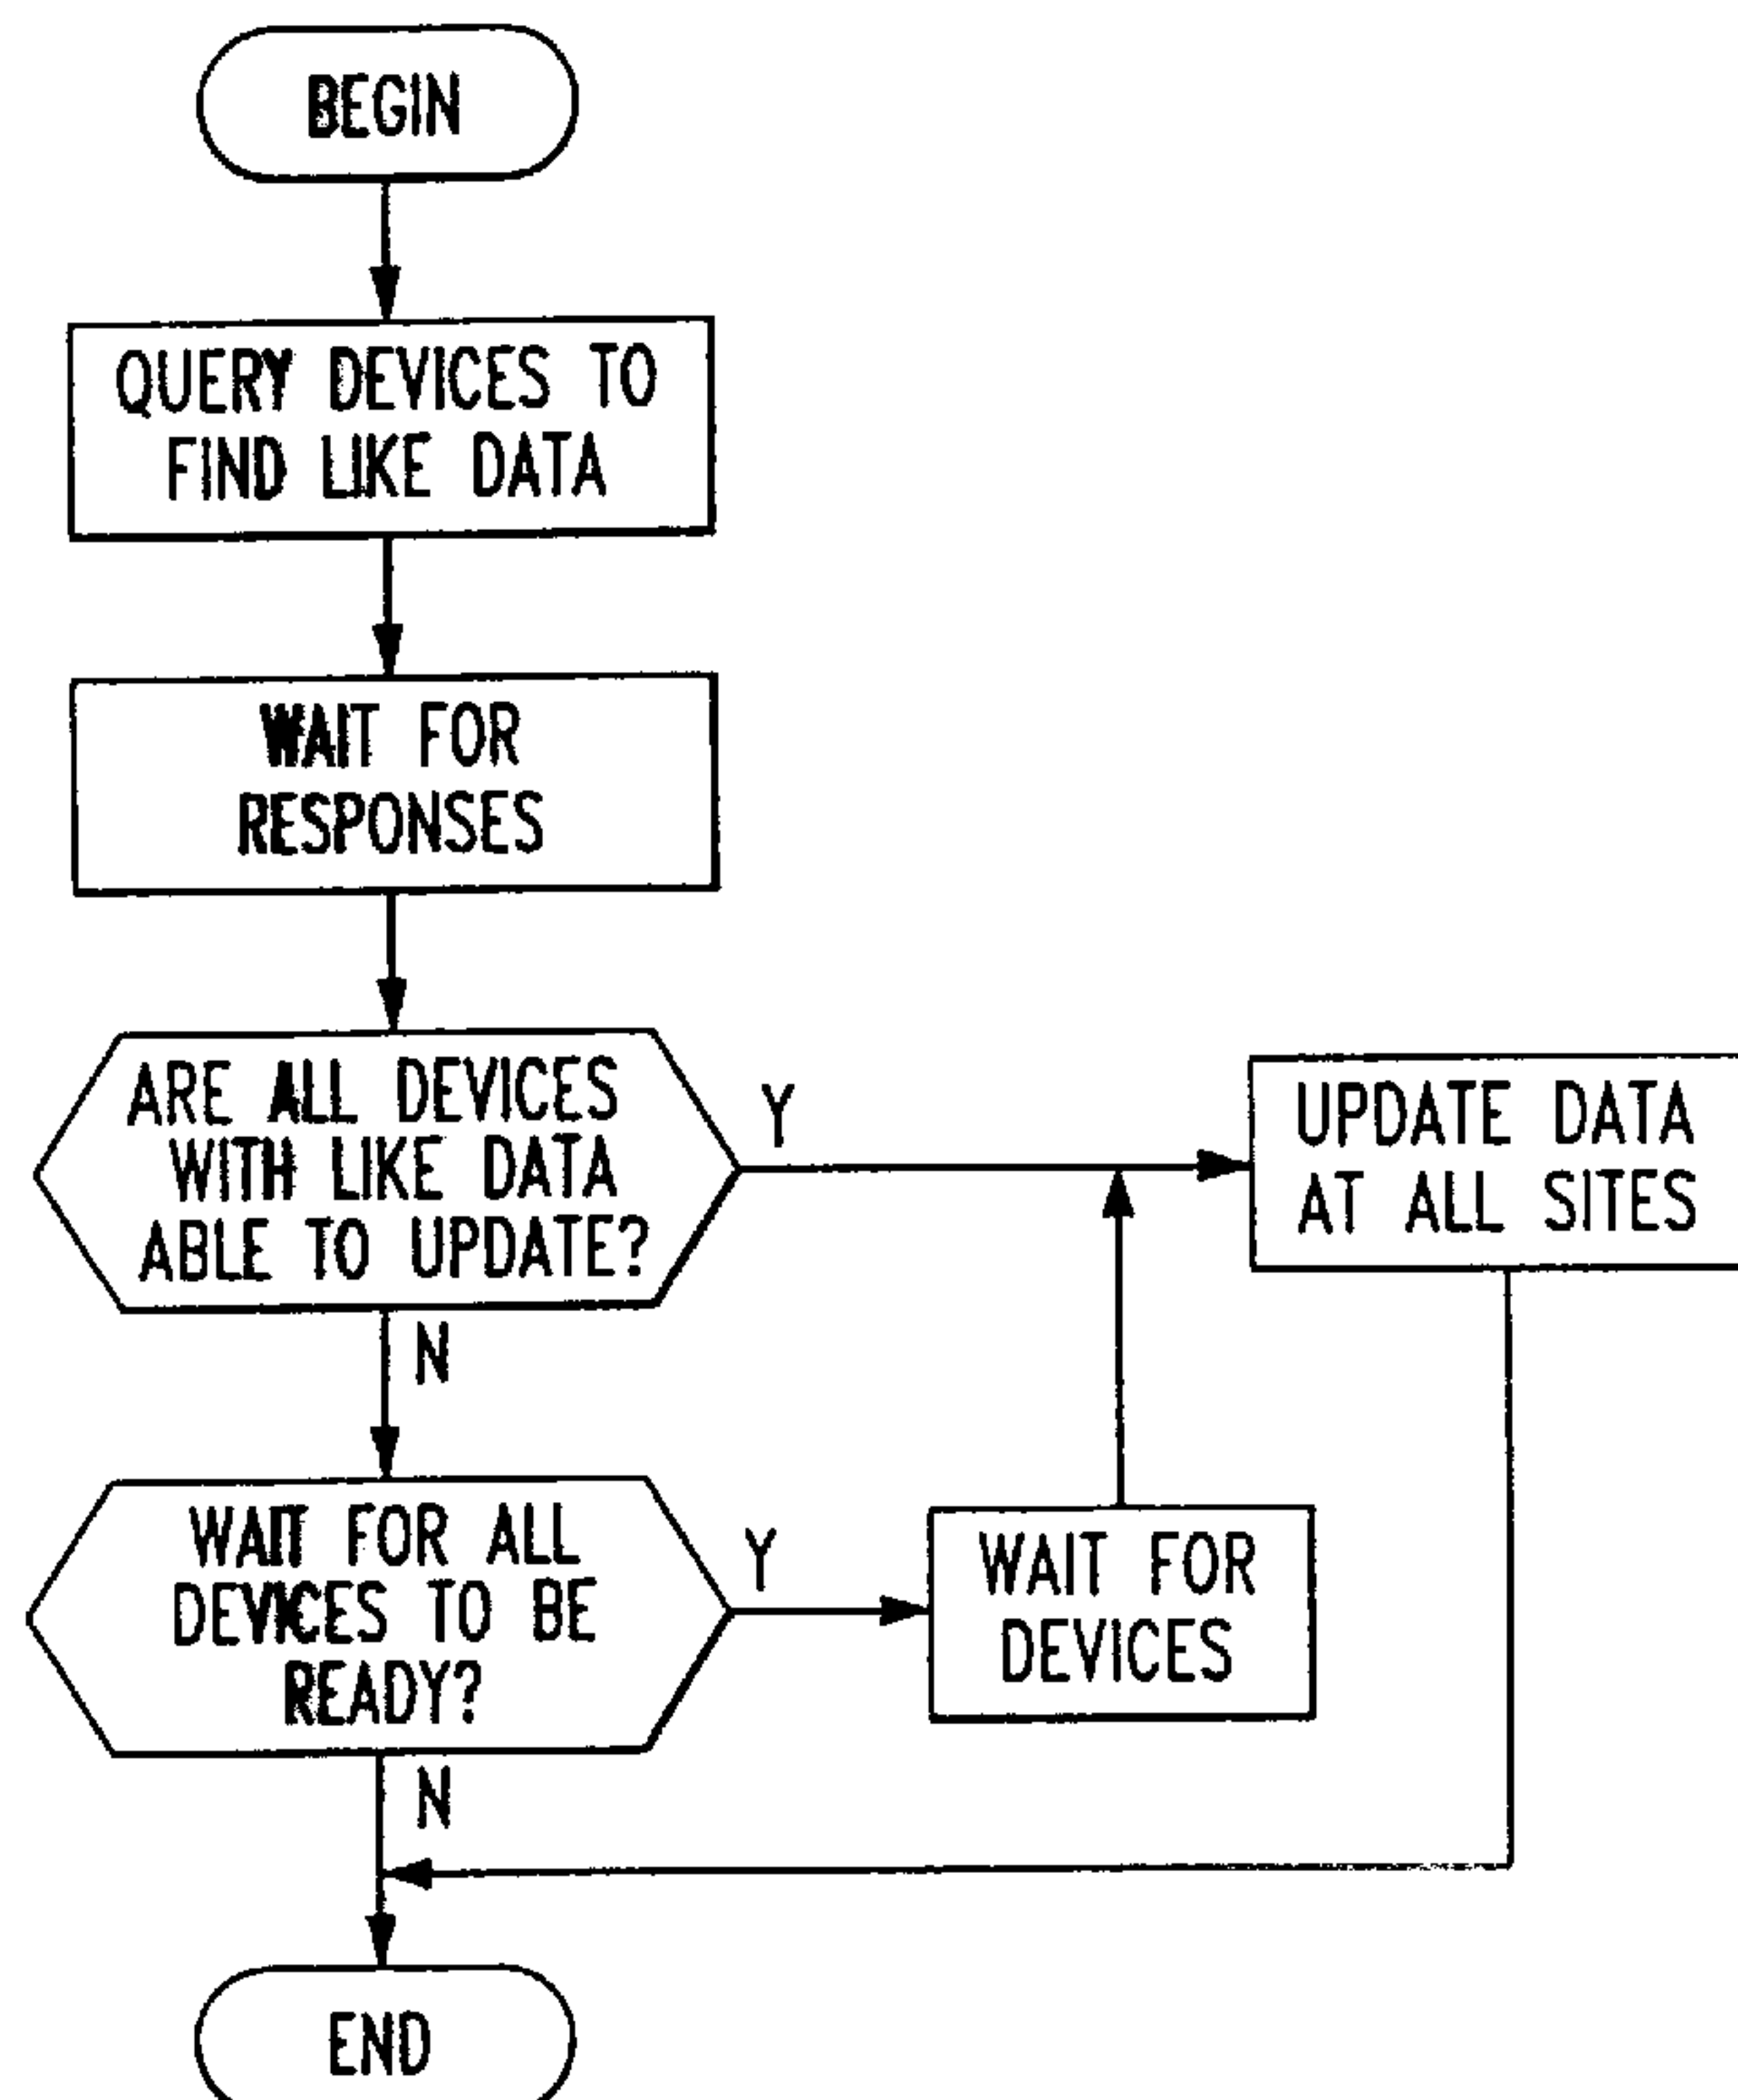 BEGIN
QUERY DEVICES TO
FIND LIKE DATA
WAIT FOR
RESPONSES
ARE ALL DEVICES
WITH LIKE DATA
ABLE TO UPDATE?
Y
UPDATE DATA
AT ALL SITES
N
WAIT FOR ALL
DEVICES TO BE
READY?
Y
WAIT FOR
DEVICES
N
END